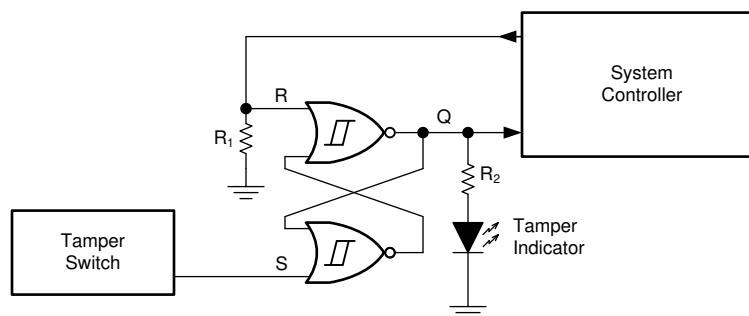 System
Controller
R
Q
R1
R2
Tamper
Switch
S
Tamper
Indicator